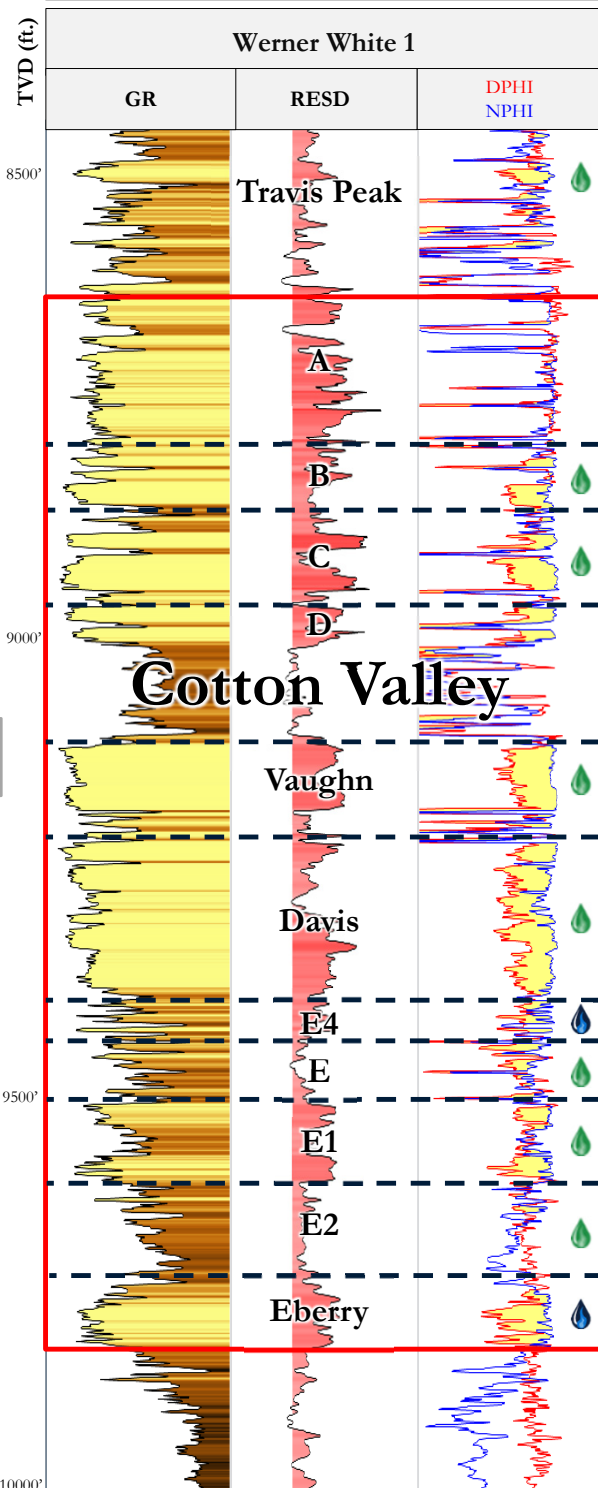 TVD (ft.)
Werner White 1
GR
RESD
DPHI
NPHI
8500'
Travis Peak
A
B
C
D
9000'
Cotton Valley
Vaughn
Davis
E4
E
9500'
E1
E2
Eberry
10000'